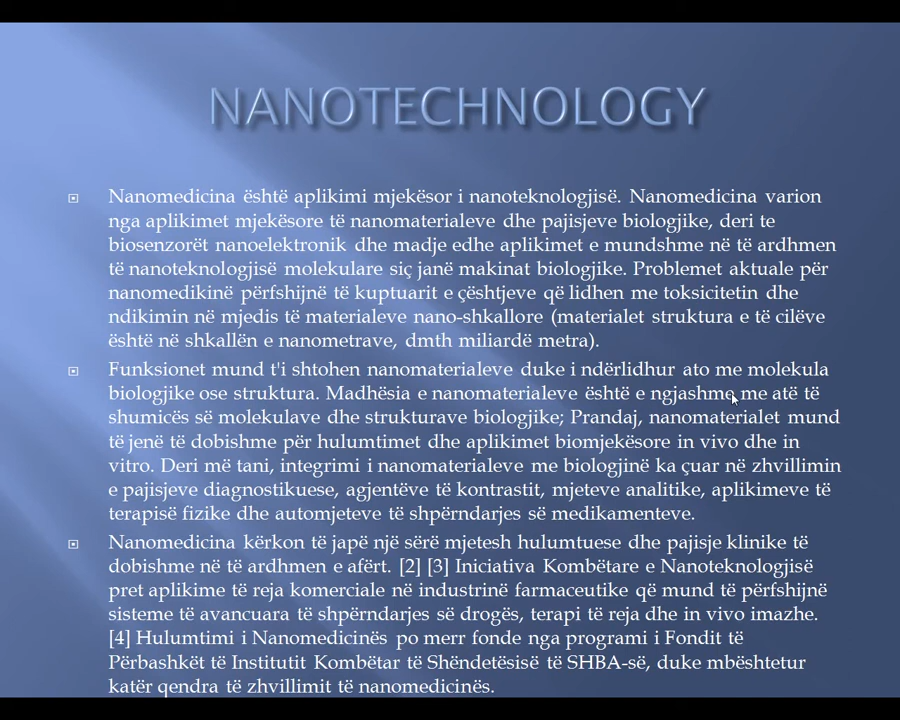 NANOTECHNOLOGY
Nanomedicina është aplikimi mjekësor i nanoteknologjisë. Nanomedicina varion
nga aplikimet mjekësore të nanomaterialeve dhe pajisjeve biologjike, deri te
biosenzorët nanoelektronik dhe madje edhe aplikimet e mundshme në të ardhmen
të nanoteknologjisë molekulare siç janë makinat biologjike. Problemet aktuale për
nanomedikinë përfshijnë të kuptuarit e çështjeve që lidhen me toksicitetin dhe
ndikimin në mjedis të materialeve nano-shkallore (materialet struktura e të cilëve
është në shkallën e nanometrave, dmth miliardë metra).
Funksionet mund t'i shtohen nanomaterialeve duke i ndërlidhur ato me molekula
biologjike ose struktura. Madhësia e nanomaterialeve është e ngjashme me atë të
shumicës së molekulave dhe strukturave biologjike; Prandaj, nanomaterialet mund
të jenë të dobishme për hulumtimet dhe aplikimet biomjekësore in vivo dhe in
vitro. Deri më tani, integrimi i nanomaterialeve me biologjinë ka çuar në zhvillimin
e pajisjeve diagnostikuese, agjentëve të kontrastit, mjeteve analitike, aplikimeve të
terapisë fizike dhe automjeteve të shpërndarjes së medikamenteve.
Nanomedicina kërkon të japë një sërë mjetesh hulumtuese dhe pajisje klinike të
dobishme në të ardhmen e afërt. [2] [3] Iniciativa Kombëtare e Nanoteknologjisë
pret aplikime të reja komerciale në industrinë farmaceutike që mund të përfshijnë
sisteme të avancuara të shpërndarjes së drogës, terapi të reja dhe in vivo imazhe.
[4] Hulumtimi i Nanomedicinës po merr fonde nga programi i Fondit të
Përbashkët të Institutit Kombëtar të Shëndetësisë të SHBA-së, duke mbështetur
katër qendra të zhvillimit të nanomedicinës.